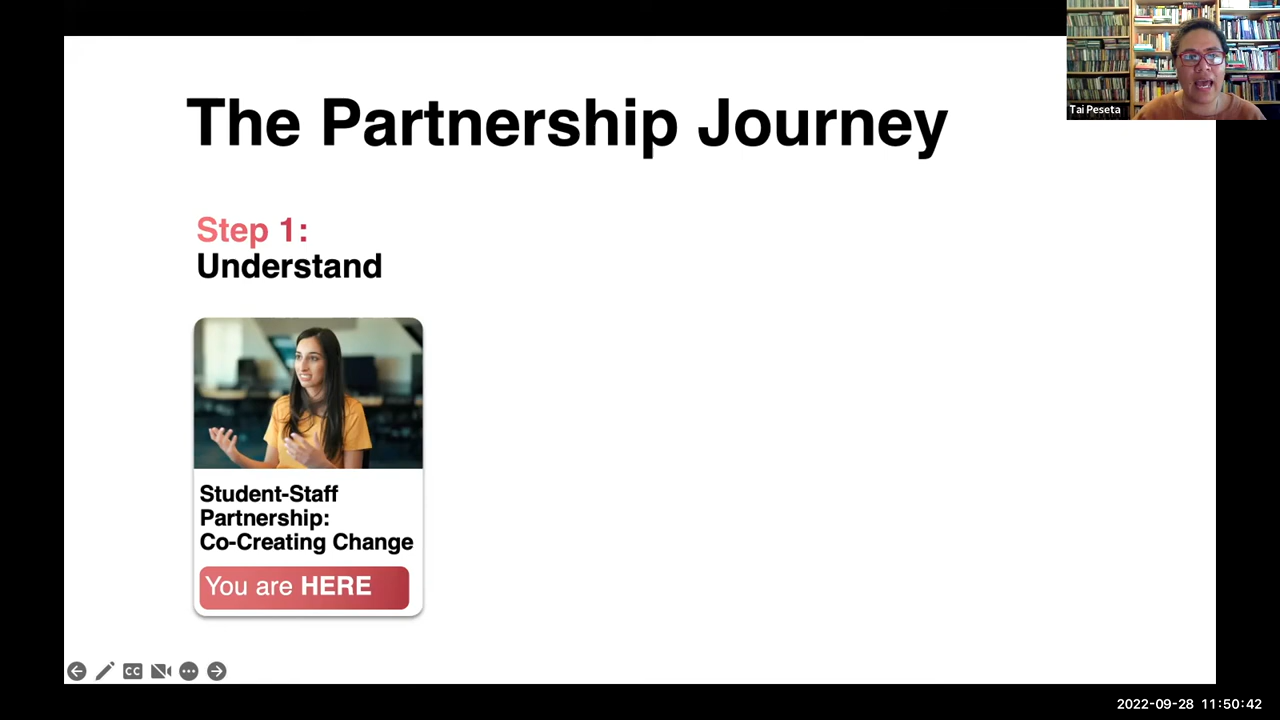 The Partnership Journey
Tai Peseta
Step 1:
Understand
Student-Staff
Partnership:
Co-Creating Change
You are HERE
CC
2022-09-28 11:50:42